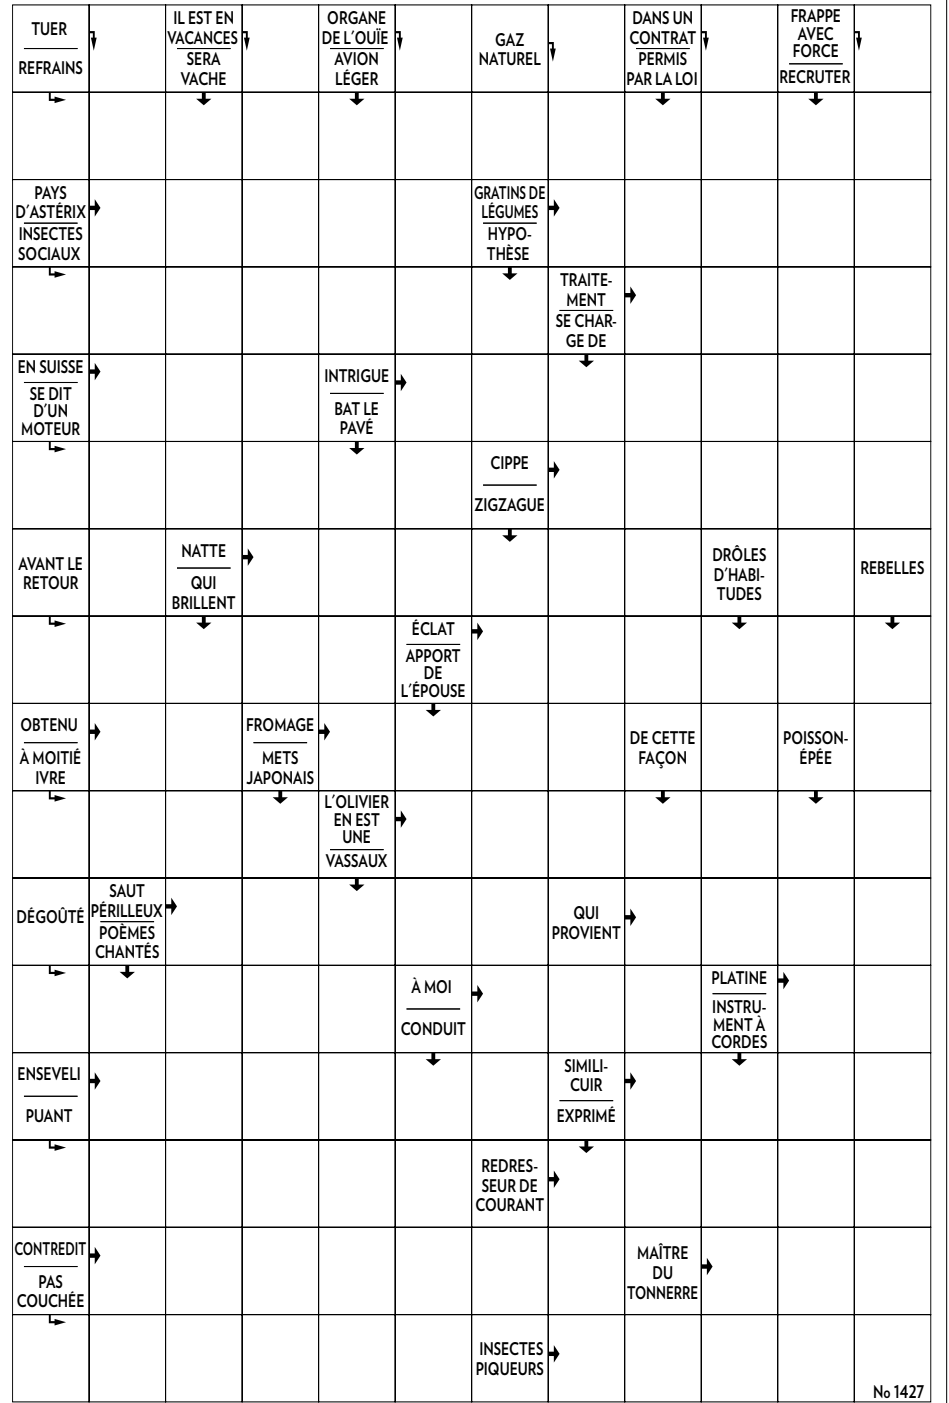 TUER
REFRAINS
IL EST EN
VACANCES
SERA
VACHE
ORGANE
DE L'OUÏE
AVION
LÉGER
GAZ
NATUREL
DANS UN
CONTRAT
PERMIS
PAR LA LOI
FRAPPE
AVEC
FORCE
RECRUTER
PAYS
D'ASTÉRIX
INSECTES
SOCIAUX
GRATINS DE
LÉGUMES
HYPO-
THÈSE
TRAITE-
MENT
SE CHAR-
GE DE
EN SUISSE
SE DIT
D'UN
MOTEUR
INTRIGUE
BAT LE
PAVÉ
CIPPE
ZIGZAGUE
AVANT LE
RETOUR
NATTE
QUI
BRILLENT
DRÔLES
D'HABI-
TUDES
REBELLES
ÉCLAT
APPORT
DE
L'ÉPOUSE
OBTENU
À MOITIÉ
IVRE
FROMAGE
METS
JAPONAIS
DE CETTE
FAÇON
POISSON-
ÉPÉE
L'OLIVIER
EN EST
UNE
VASSAUX
DÉGOÛTÉ
SAUT
PÉRILLEUX
POÈMES
CHANTÉS
QUI
PROVIENT
À MOI
CONDUIT
PLATINE
INSTRU-
MENT À
CORDES
ENSEVELI
PUANT
SIMILI-
CUIR
EXPRIMÉ
REDRES-
SEUR DE
COURANT
CONTREDIT
PAS
COUCHÉE
MAÎTRE
DU
TONNERRE
INSECTES
PIQUEURS
No 1427